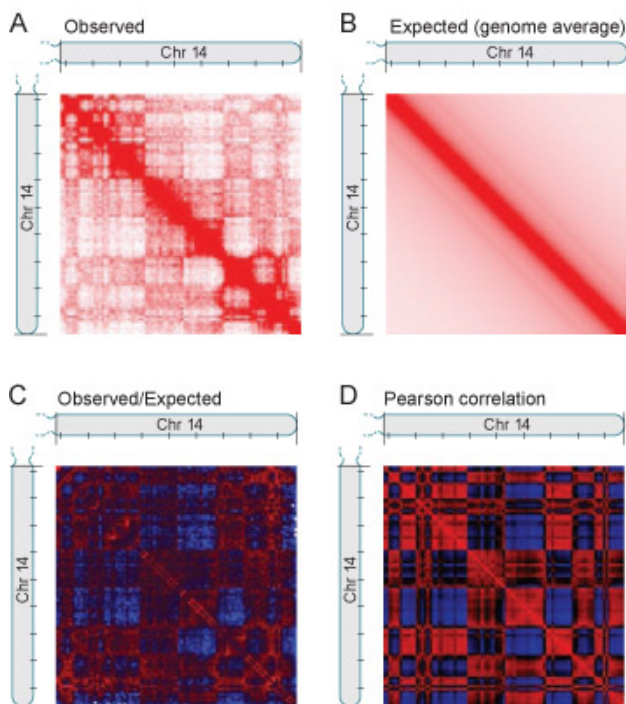 A Observed
Chr 14
Chr 14
B Expected (genome average)
Chr 14
Chr 14
C Observed/Expected
Chr 14
Chr 14
D Pearson correlation
Chr 14
Chr 14